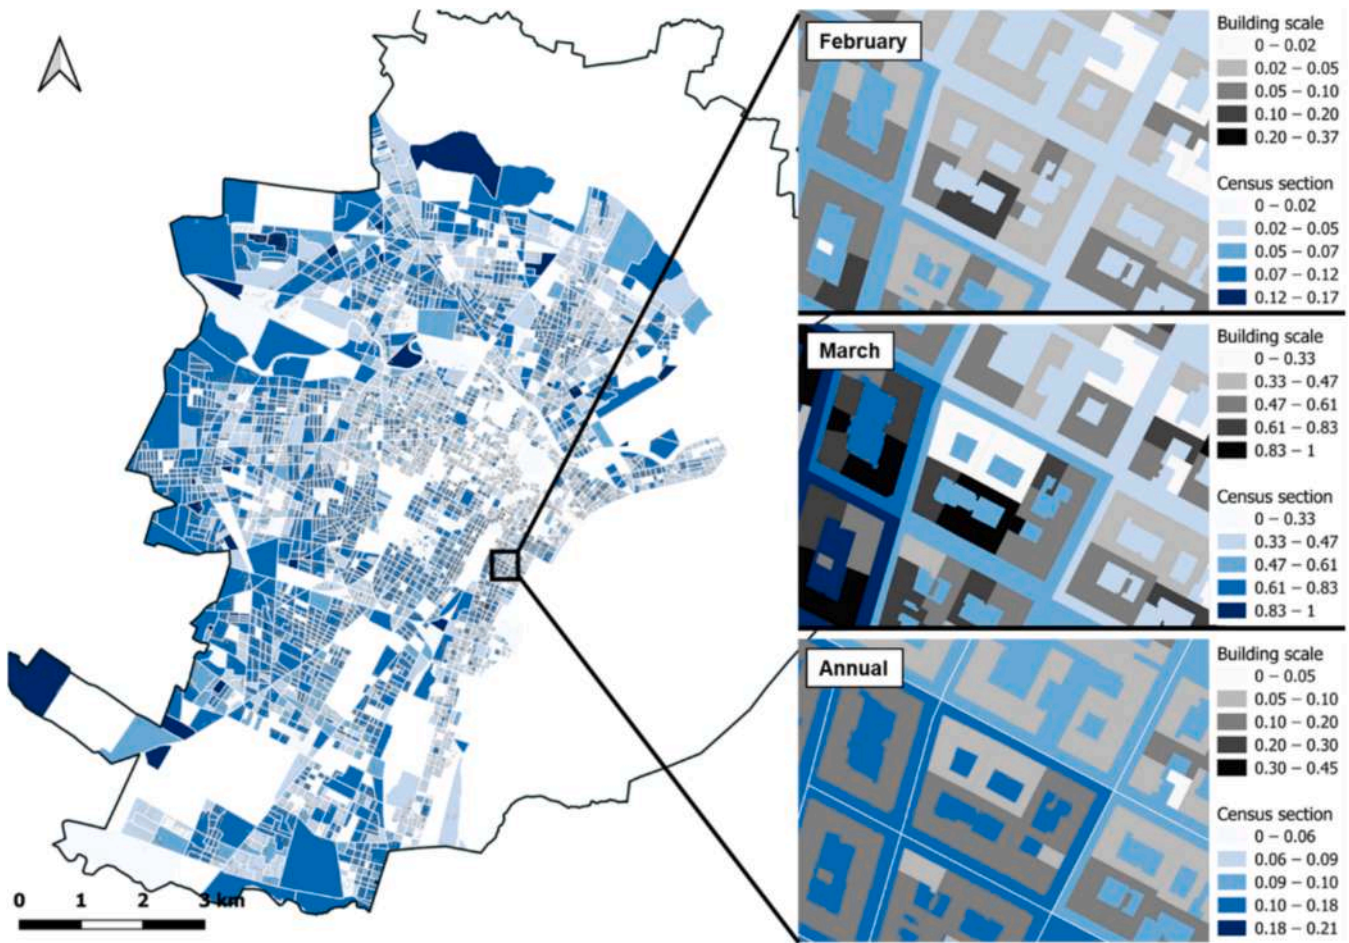 February
Building scale
0 – 0.02
0.02 – 0.05
0.05 – 0.10
0.10 – 0.20
0.20 – 0.37
Census section
0 – 0.02
0.02 – 0.05
0.05 – 0.07
0.07 – 0.12
0.12 – 0.17
March
Building scale
0 – 0.33
0.33 – 0.47
0.47 – 0.61
0.61 – 0.83
0.83 – 1
Census section
0 – 0.33
0.33 – 0.47
0.47 – 0.61
0.61 – 0.83
0.83 – 1
Annual
Building scale
0 – 0.05
0.05 – 0.10
0.10 – 0.20
0.20 – 0.30
0.30 – 0.45
Census section
0 – 0.06
0.06 – 0.09
0.09 – 0.10
0.10 – 0.18
0.18 – 0.21
0 1 2 3 km